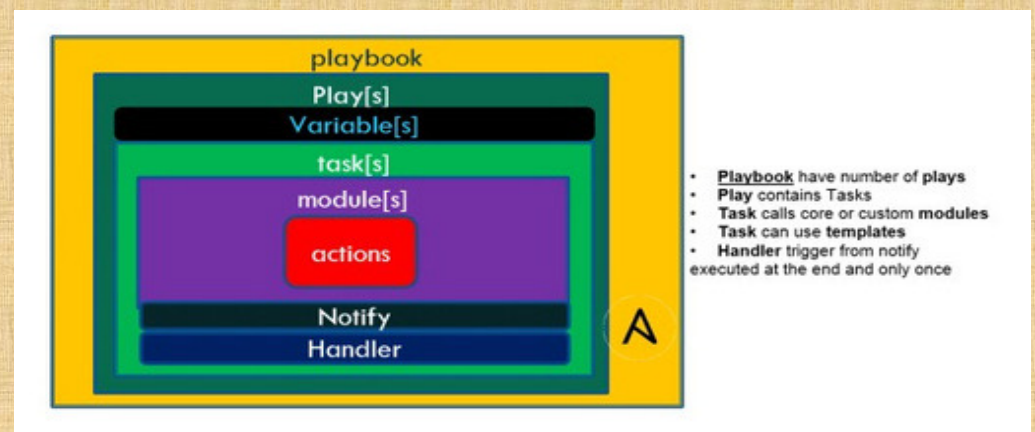 playbook
Play[s]
Variable[s]
task[s]
module[s]
actions
Notify
Handler
• Playbook have number of plays
• Play contains Tasks
• Task calls core or custom modules
• Task can use templates
• Handler trigger from notify
executed at the end and only once